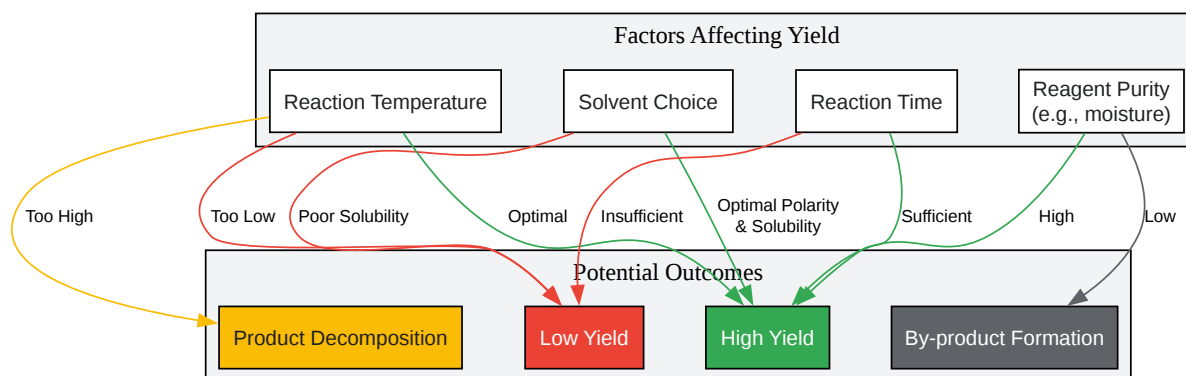 Factors Affecting Yield
Reaction Temperature
Solvent Choice
Reaction Time
Reagent Purity
(e.g., moisture)
Too High
Too Low
Poor Solubility
Optimal
Insufficient
Optimal Polarity
& Solubility
Sufficient
High
Low
Potential Outcomes
Product Decomposition
Low Yield
High Yield
By-product Formation